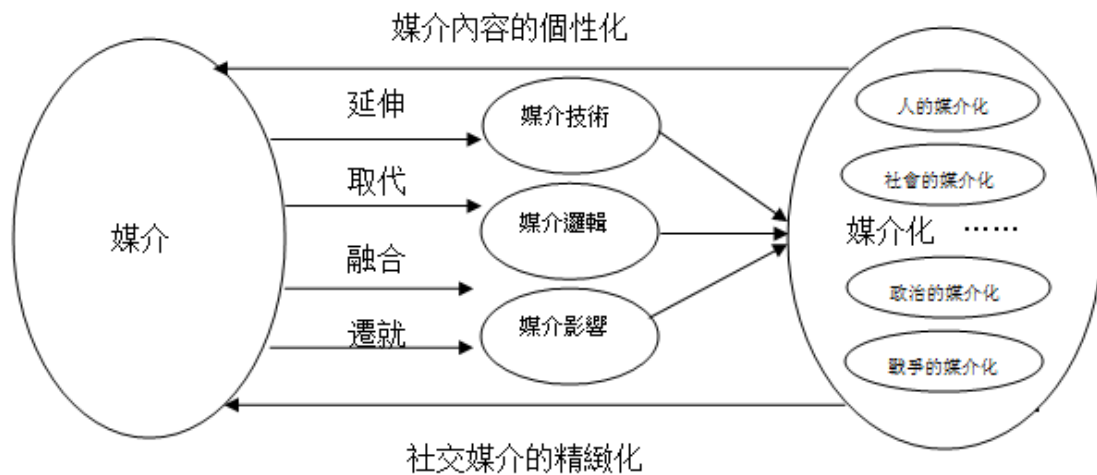 媒介內容的個性化
媒介
延伸
取代
融合
遷就
媒介技術
媒介邏輯
媒介影響
人的媒介化
社會的媒介化
媒介化 ……
政治的媒介化
戰爭的媒介化
社交媒介的精緻化